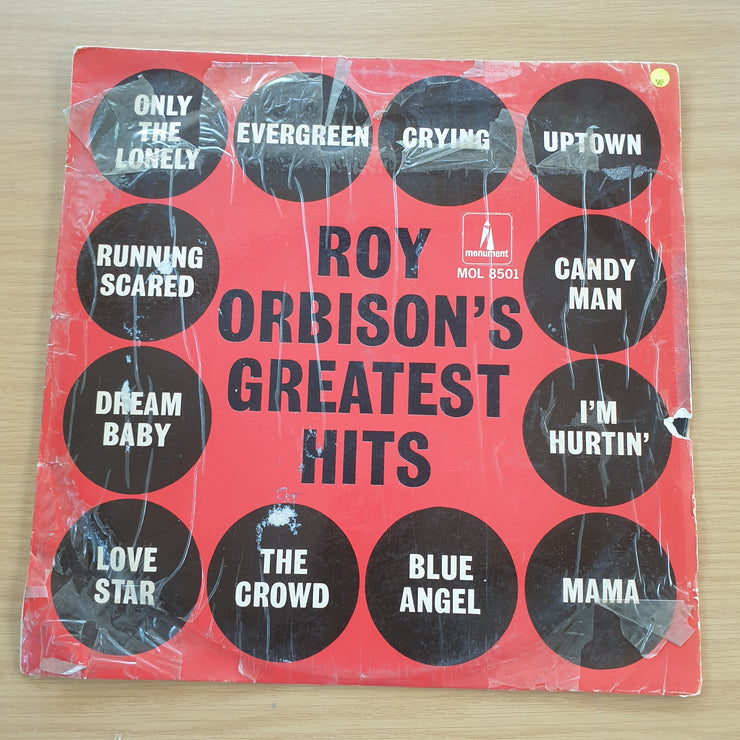 ONLY
THE
LONELY
EVERGREEN
CRYING
UPTOWN
RUNNING
SCARED
ROY
ORBISON'S
GREATEST
HITS
monument
MOL 8501
CANDY
MAN
DREAM
BABY
I'M
HURTIN'
LOVE
STAR
THE
CROWD
BLUE
ANGEL
MAMA